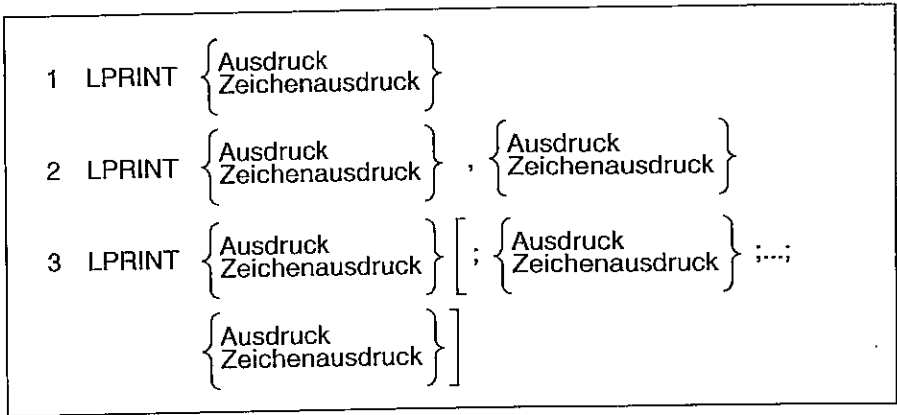 1 LPRINT {Ausdruck
Zeichenausdruck}
2 LPRINT {Ausdruck
Zeichenausdruck} , {Ausdruck
Zeichenausdruck}
3 LPRINT {Ausdruck
Zeichenausdruck} [ ; {Ausdruck
Zeichenausdruck} ;...;
{Ausdruck
Zeichenausdruck} ]